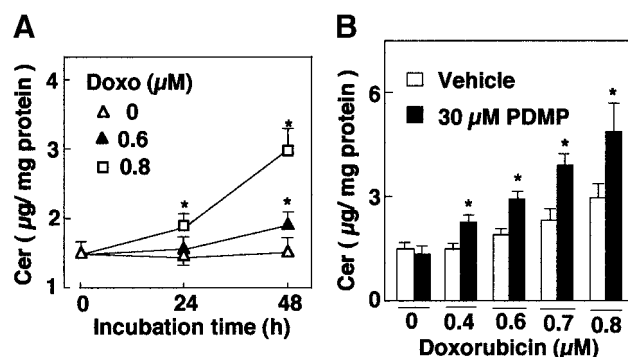 A
Cer ( µg/ mg protein)
4
3
2
1
Doxo (µM)
0
0.6
0.8
*
*
*
0
24
48
Incubation time (h)
B
Cer ( µg/ mg protein )
6
3
0
Vehicle
30 µM PDMP
*
*
*
*
0
0.4
0.6
0.7
0.8
Doxorubicin (µM)